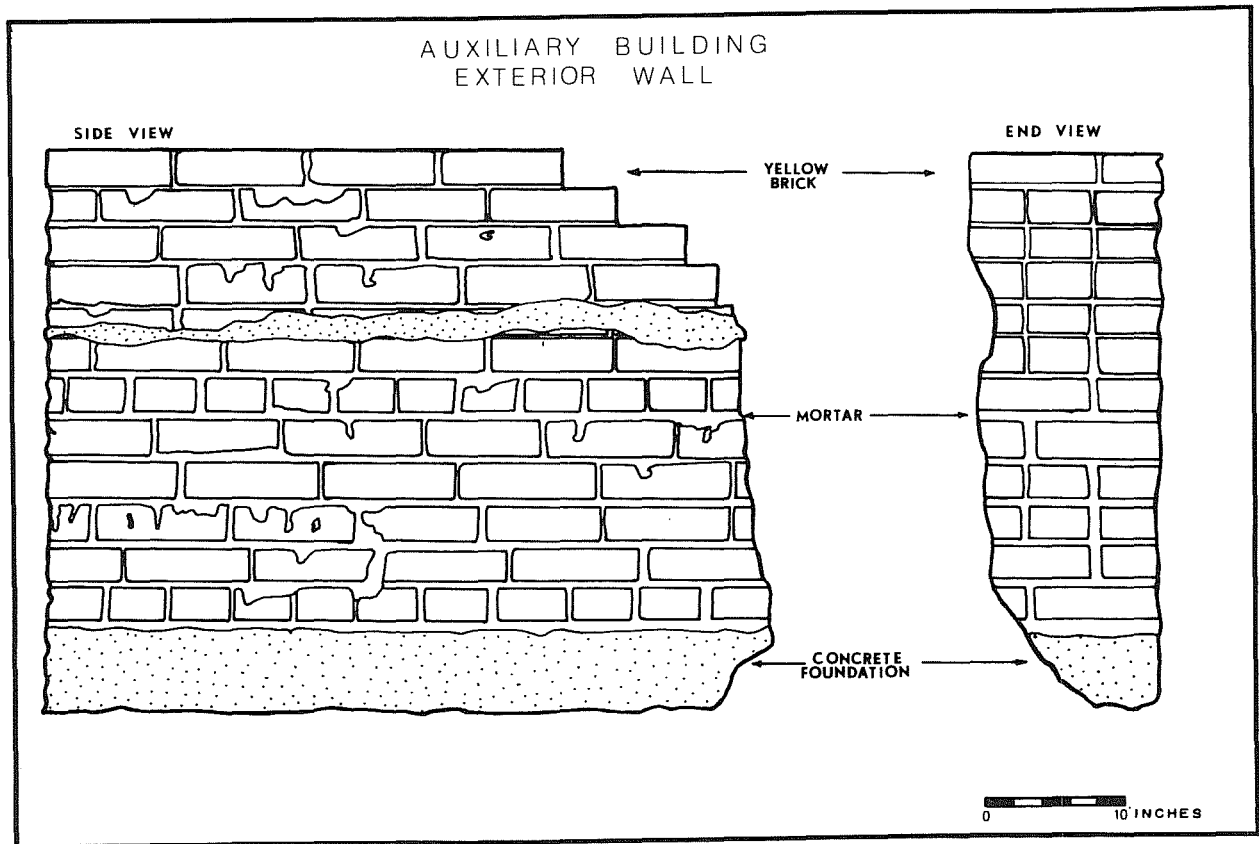 AUXILIARY BUILDING
EXTERIOR WALL
SIDE VIEW
END VIEW
YELLOW
BRICK
MORTAR
CONCRETE
FOUNDATION
0 10 INCHES